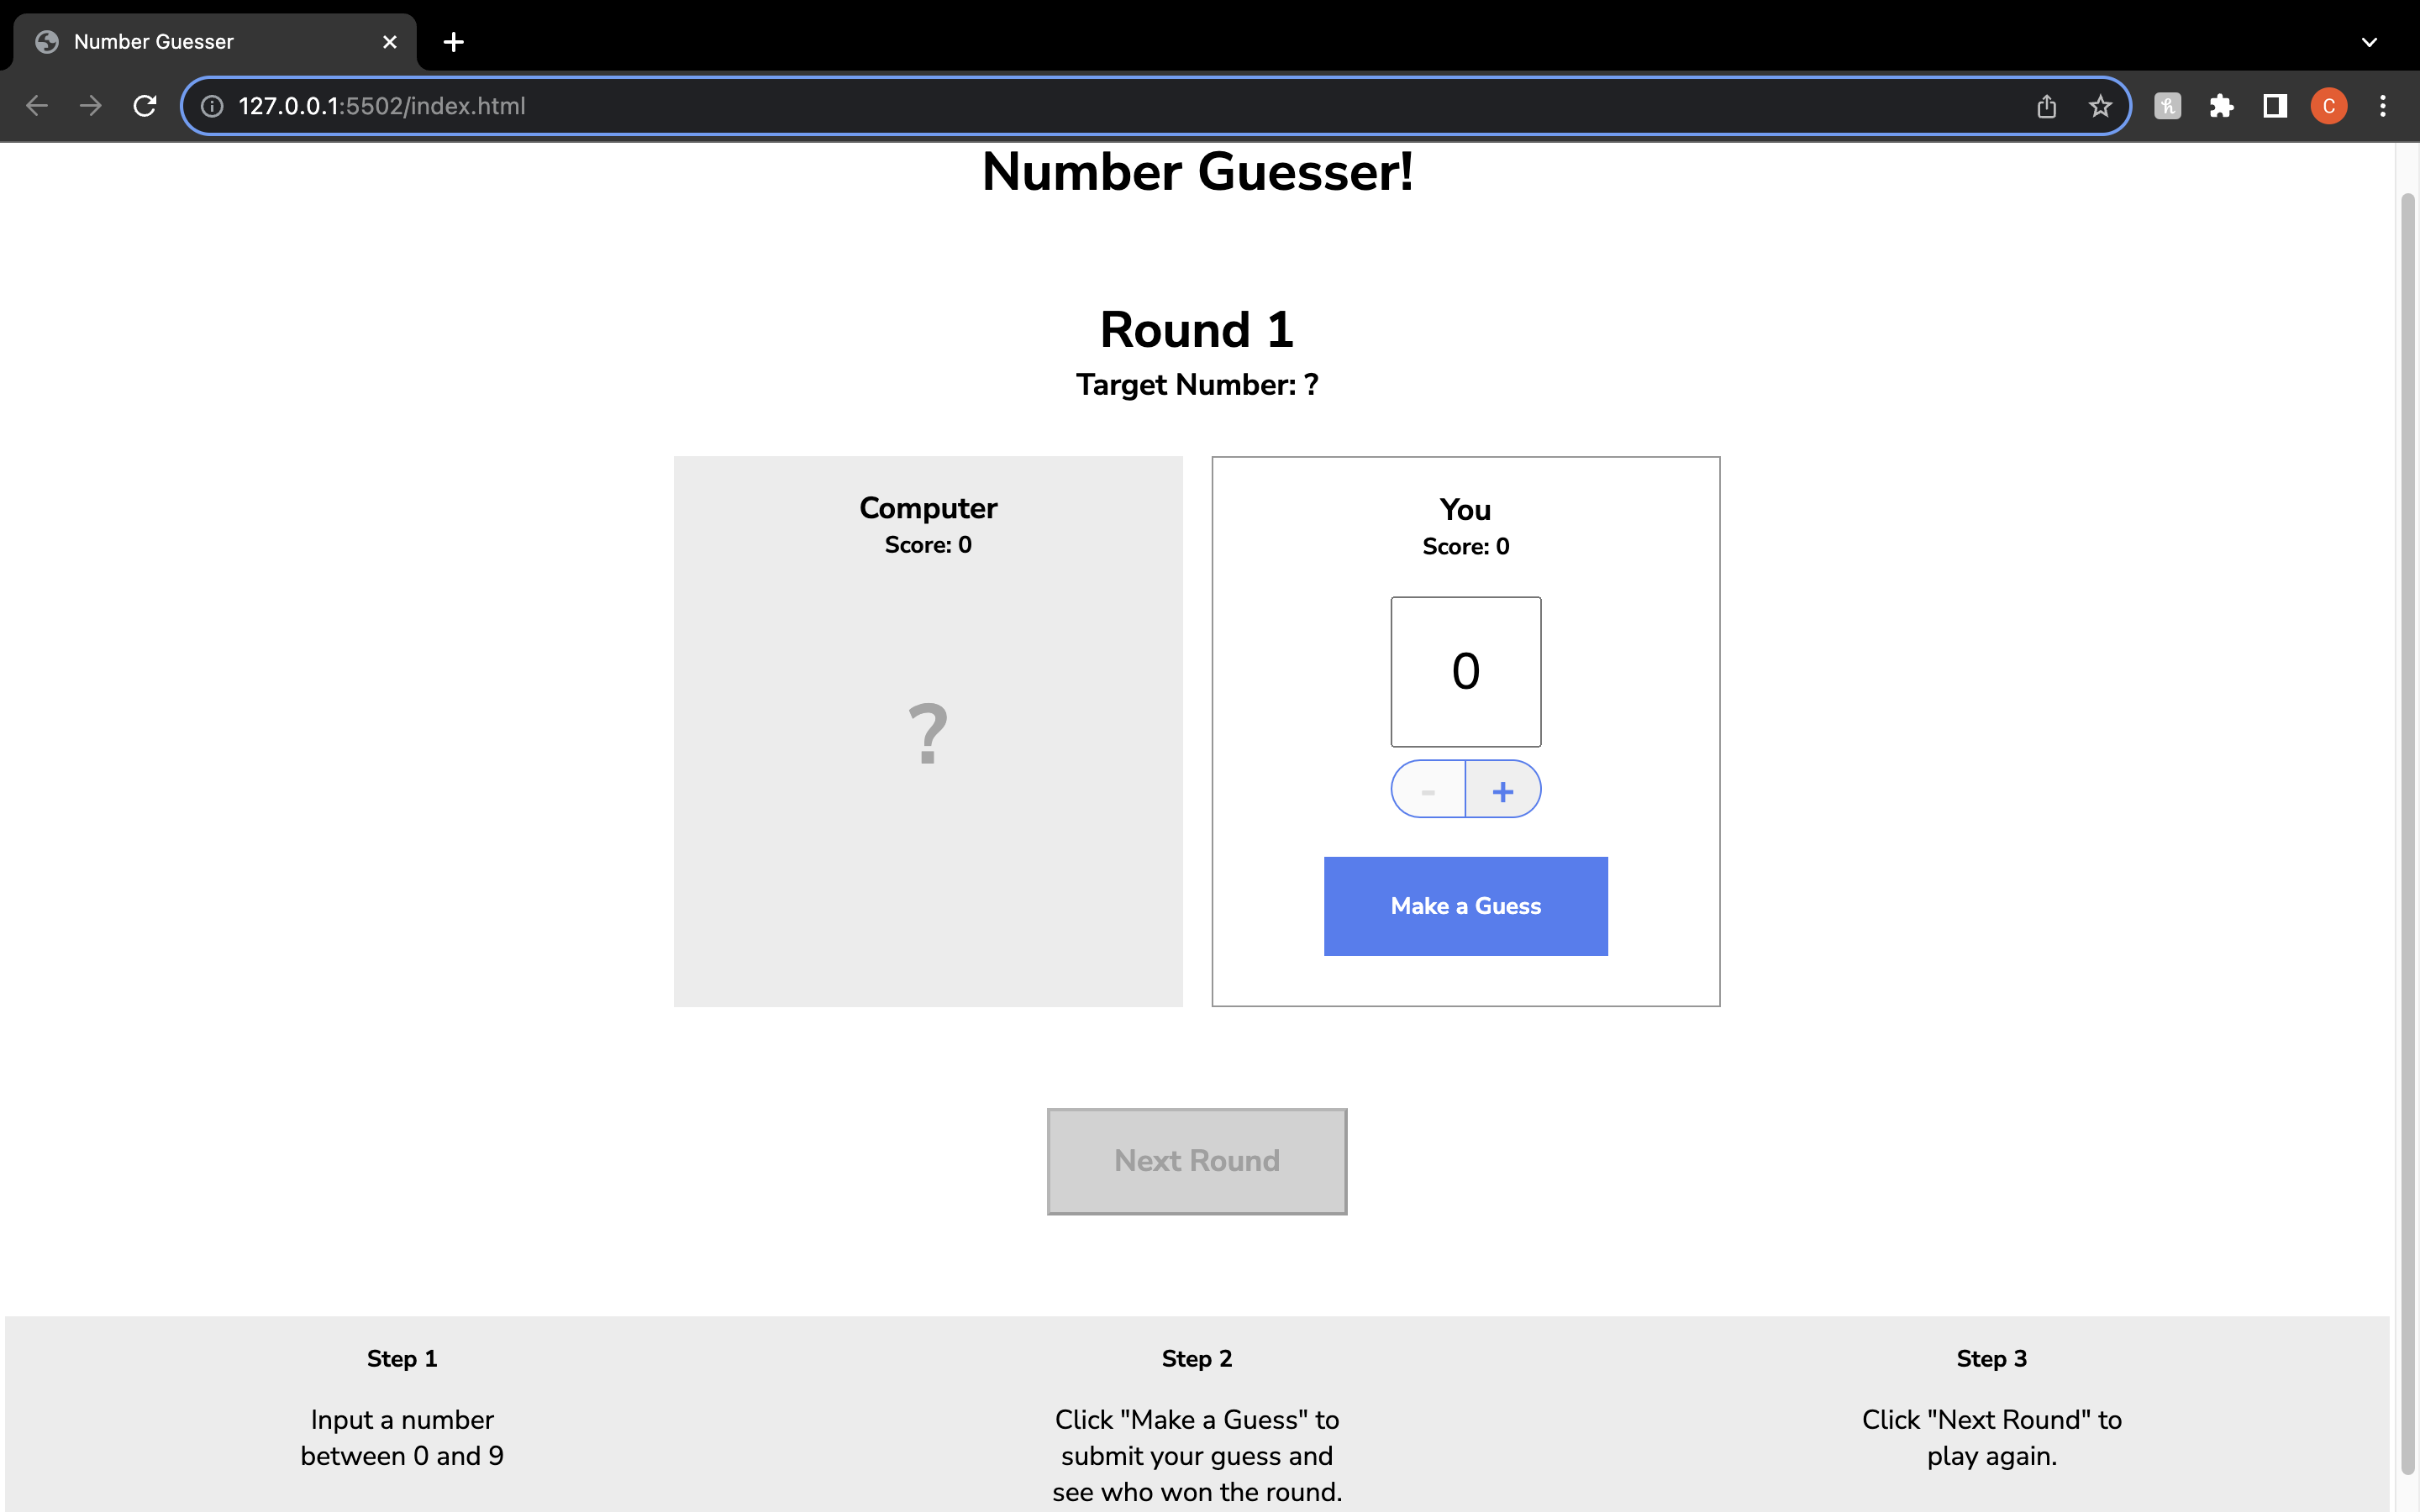 Number Guesser
127.0.0.1:5502/index.html
C
Number Guesser!
Round 1
Target Number: ?
Computer
Score: 0
?
You
Score: 0
0
- +
Make a Guess
Next Round
Step 1
Input a number
between 0 and 9
Step 2
Click "Make a Guess" to
submit your guess and
see who won the round.
Step 3
Click "Next Round" to
play again.